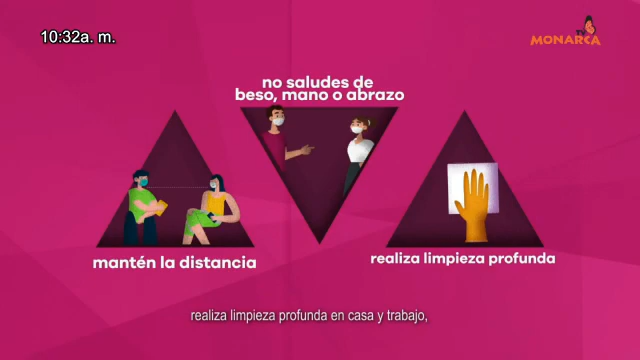 10:32a. m.
TV
MONARCA
no saludes de
beso, mano o abrazo
mantén la distancia
realiza limpieza profunda
realiza limpieza profunda en casa y trabajo,